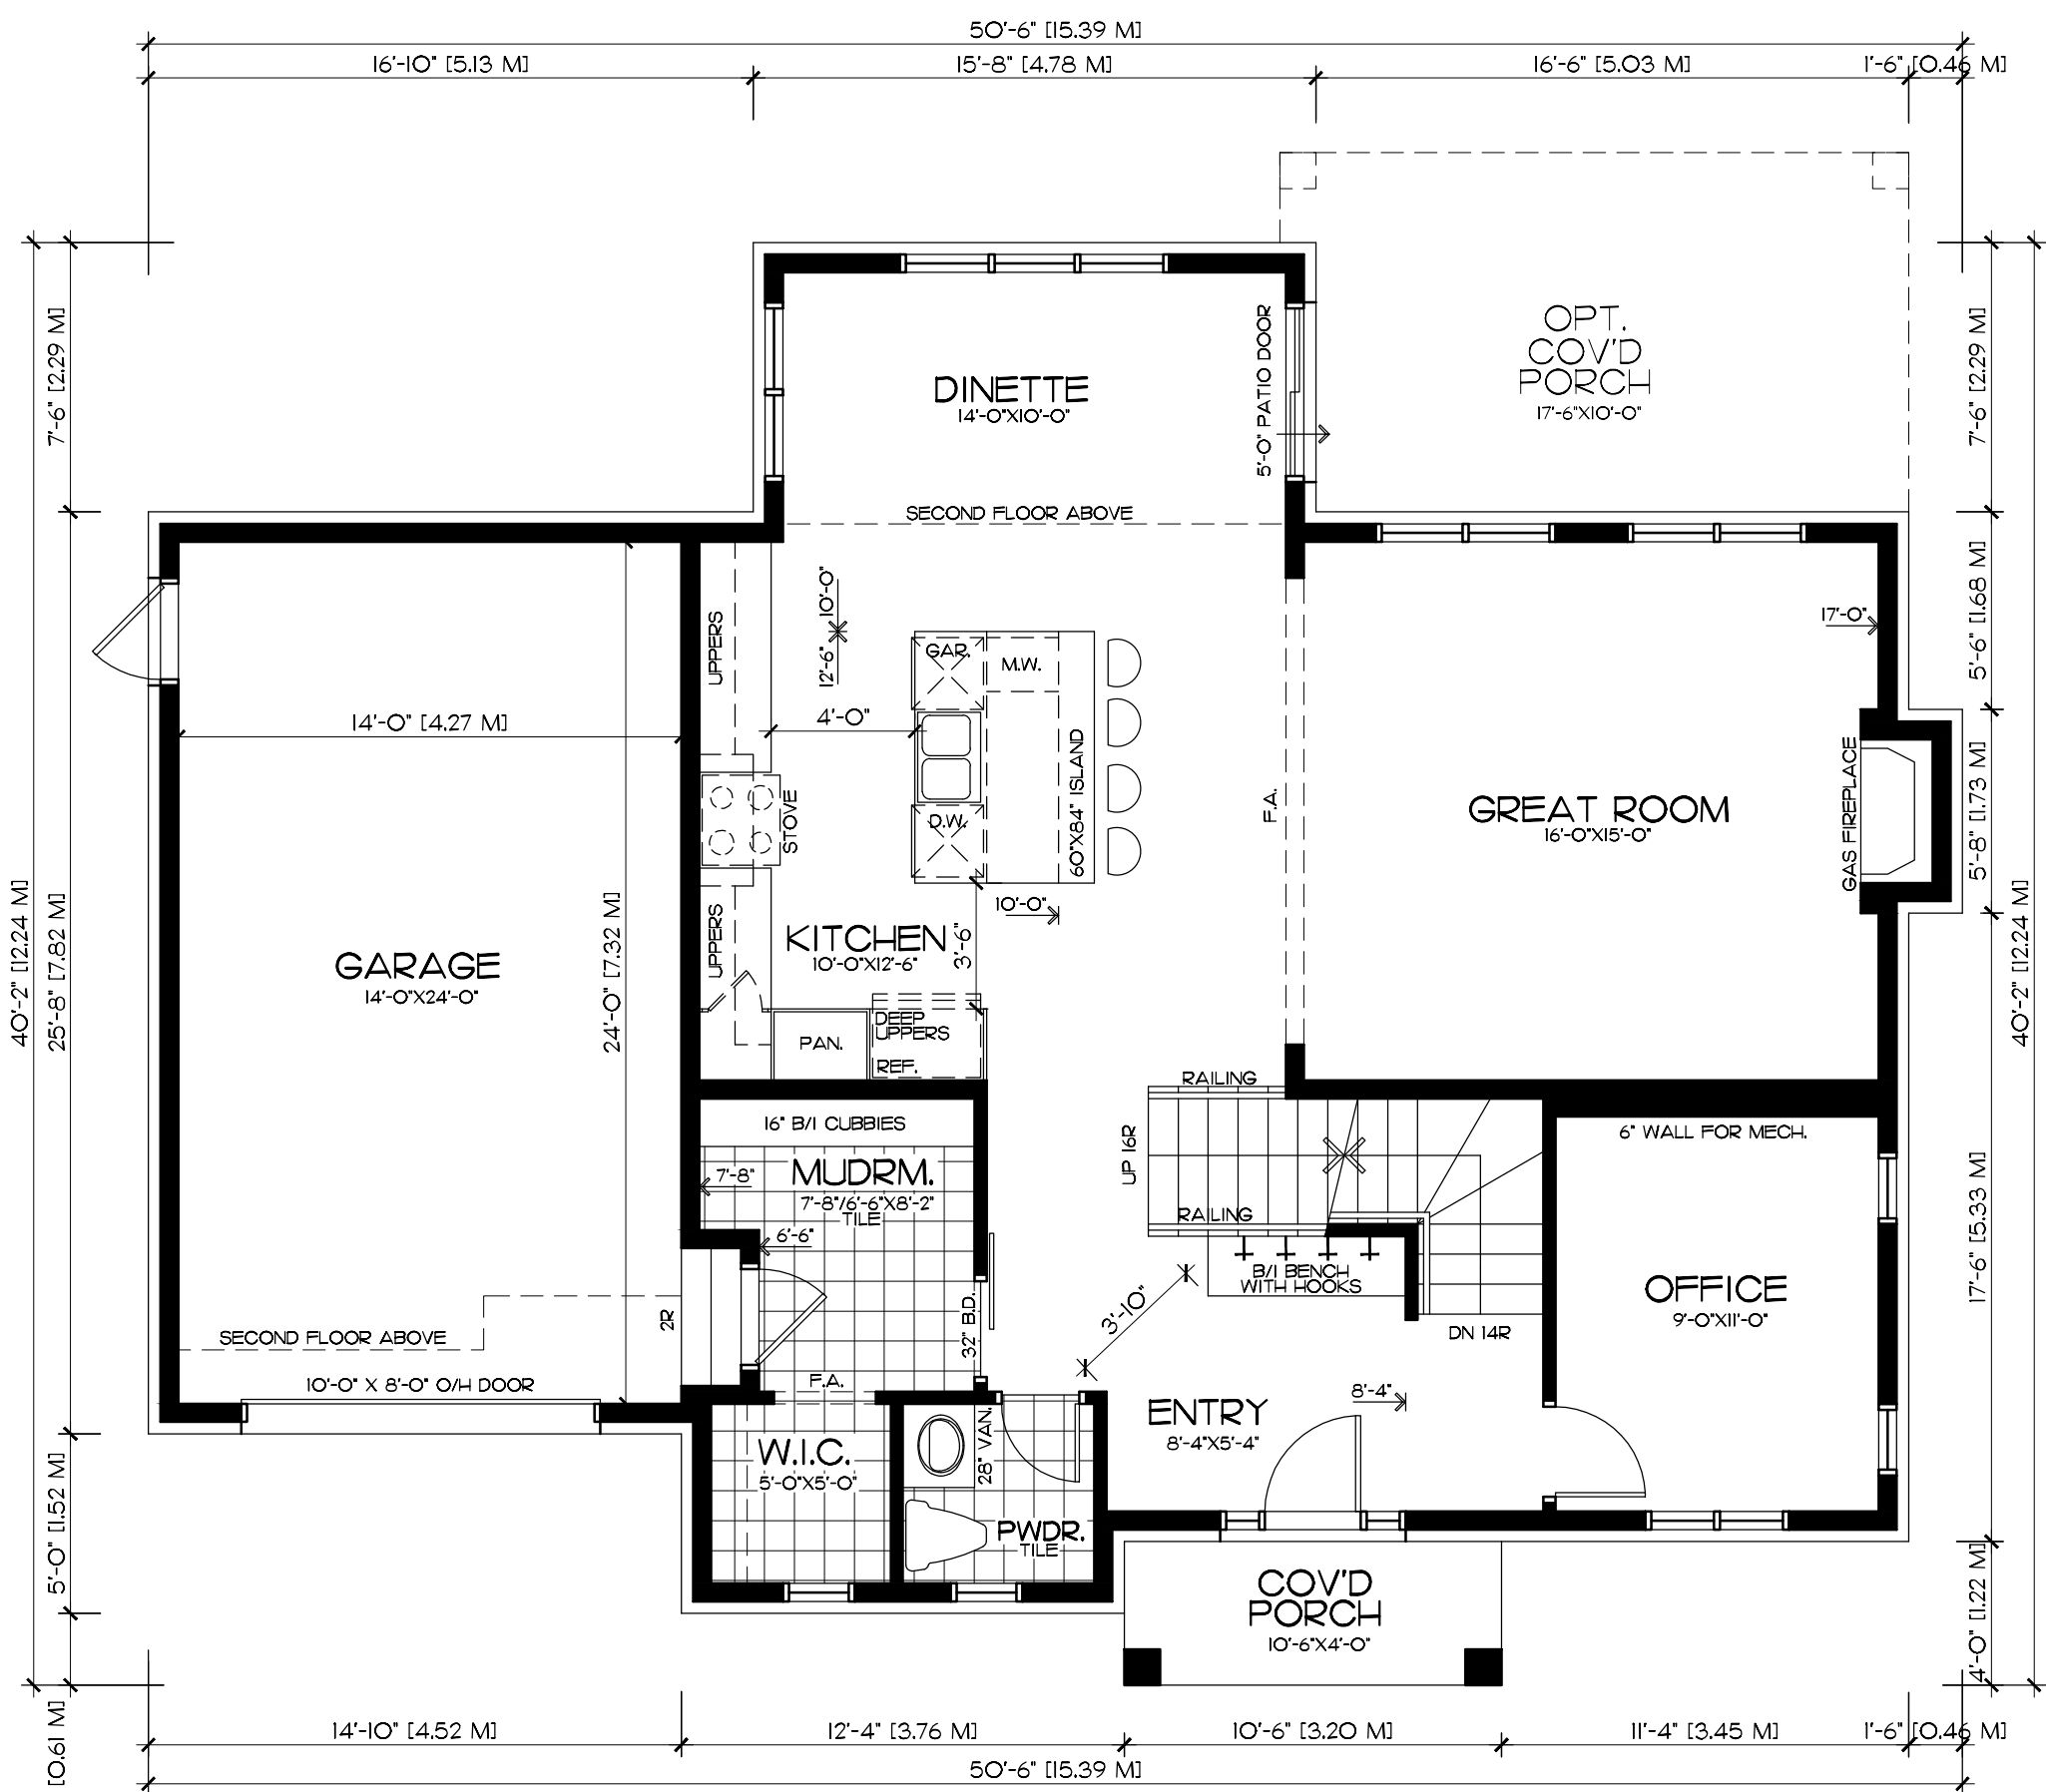 50'-6" [15.39 M]
16'-10" [5.13 M]
15'-8" [4.78 M]
16'-6" [5.03 M]
1'-6" [0.46 M]
7'-6" [2.29 M]
5'-0" PATIO DOOR
OPT.
COV'D
PORCH
17'-6"X10'-0"
7'-6" [2.29 M]
DINETTE
14'-0"X10'-0"
SECOND FLOOR ABOVE
UPPERS
10'-0"
12'-6"
GAR.
M.W.
17'-0"
5'-6" [1.68 M]
14'-0" [4.27 M]
4'-0"
60"X84" ISLAND
STOVE
D.W.
F.A.
GREAT ROOM
16'-0"X15'-0"
GAS FIREPLACE
5'-8" [1.73 M]
40'-2" [12.24 M]
25'-8" [7.82 M]
GARAGE
14'-0"X24'-0"
24'-0" [7.32 M]
UPPERS
KITCHEN
10'-0"X12'-6"
10'-0"
3'-6"
40'-2" [12.24 M]
PAN.
DEEP
UPPERS
REF.
RAILING
16" B/I CUBBIES
UP 16R
6" WALL FOR MECH.
7'-8"
MUDRM.
7'-8"/6'-6"X8'-2"
TILE
RAILING
17'-6" [5.33 M]
6'-6"
B/I BENCH
WITH HOOKS
OFFICE
9'-0"X11'-0"
3'-10"
2R
32" B.D.
DN 14R
SECOND FLOOR ABOVE
10'-0" X 8'-0" O/H DOOR
F.A.
8'-4"
ENTRY
8'-4"X5'-4"
28" VAN.
W.I.C.
5'-0"X5'-0"
PWDR.
TILE
5'-0" [1.52 M]
COV'D
PORCH
10'-6"X4'-0"
4'-0" [1.22 M]
[0.61 M]
14'-10" [4.52 M]
12'-4" [3.76 M]
10'-6" [3.20 M]
11'-4" [3.45 M]
1'-6" [0.46 M]
50'-6" [15.39 M]